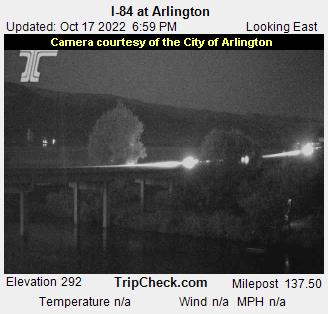 I-84 at Arlington
Updated: Oct 17 2022 6:59 PM Looking East
Camera courtesy of the City of Arlington
Elevation 292 TripCheck.com Milepost 137.50
Temperature n/a Wind n/a MPH n/a